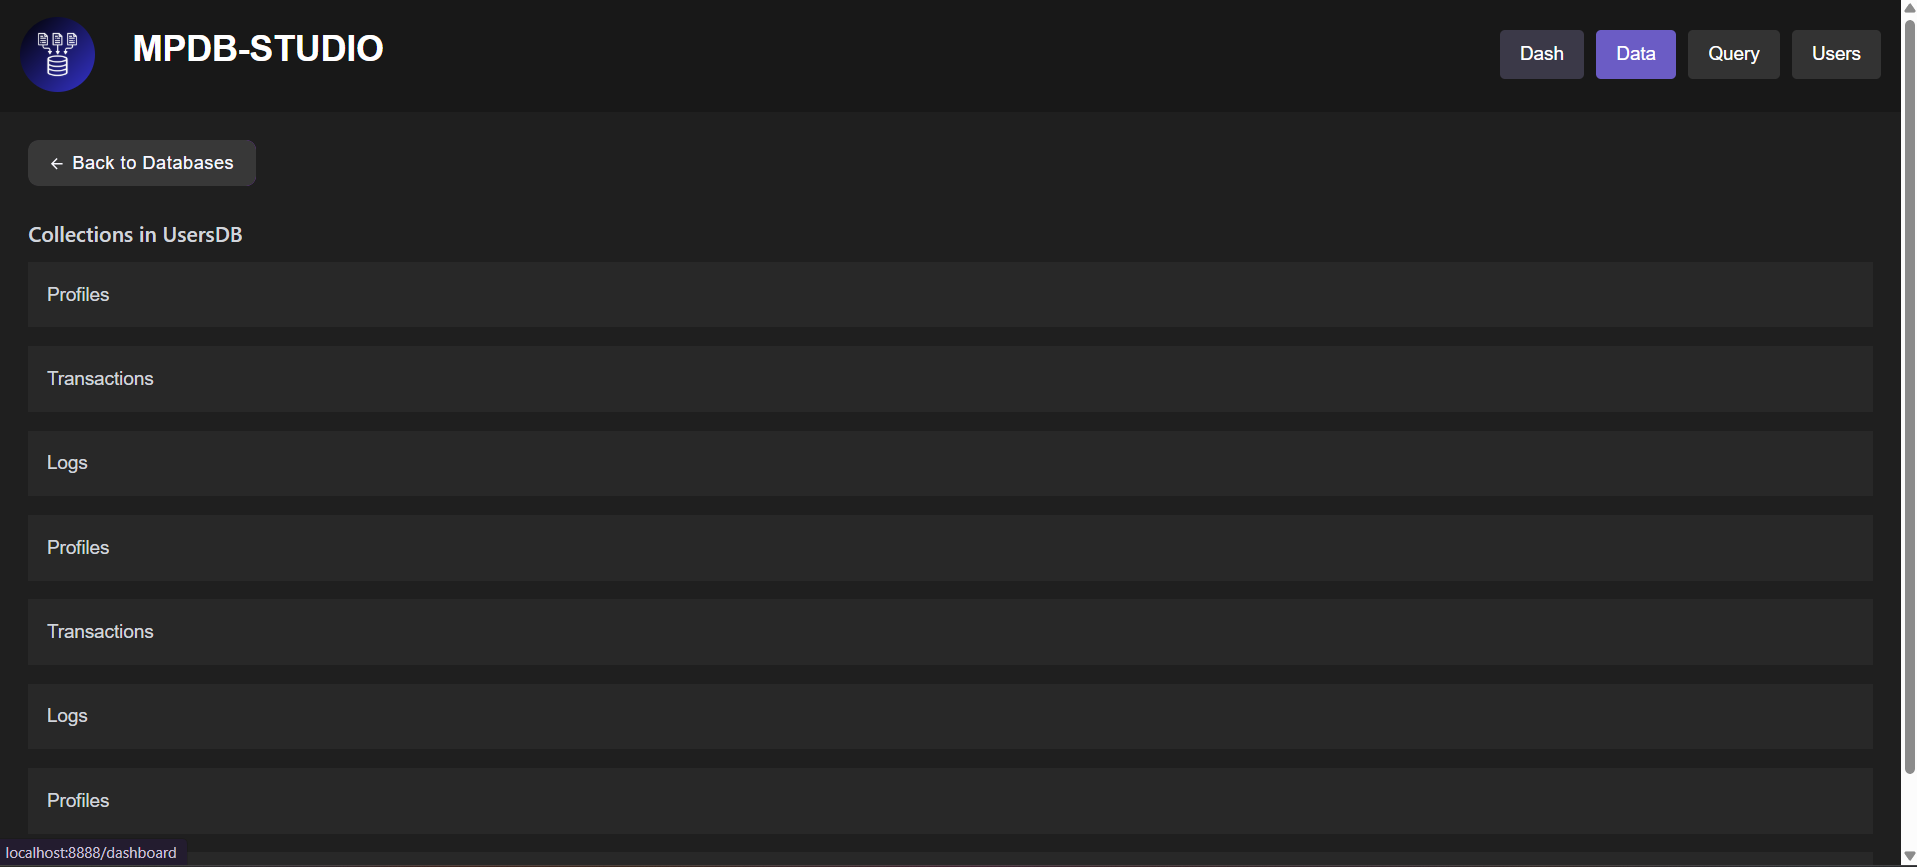 MPDB-STUDIO
Dash Data Query Users
← Back to Databases
Collections in UsersDB
Profiles
Transactions
Logs
Profiles
Transactions
Logs
Profiles
localhost:8888/dashboard